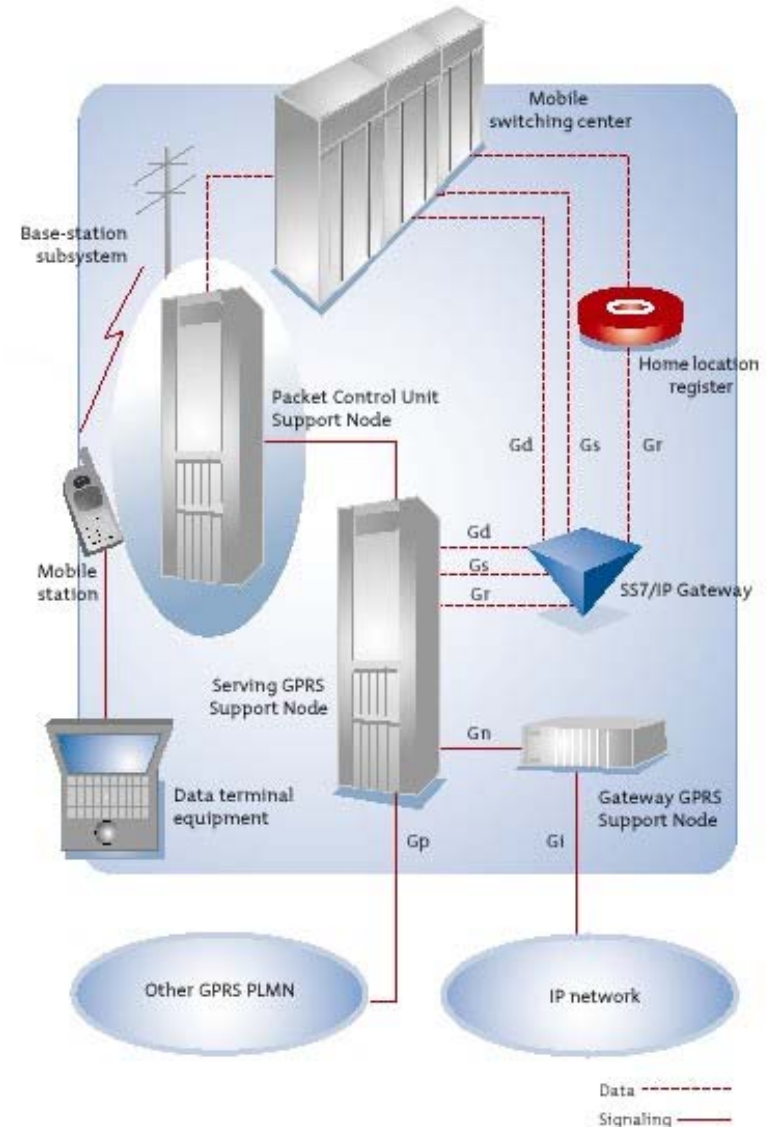 Mobile
switching center
Base-station
subsystem
Home location
register
Packet Control Unit
Support Node
Gd
Gs
Gr
Gd
Gs
Gr
SS7/IP Gateway
Mobile
station
Serving GPRS
Support Node
Gn
Data terminal
equipment
Gateway GPRS
Support Node
Gp
Gi
Other GPRS PLMN
IP network
Data
Signaling